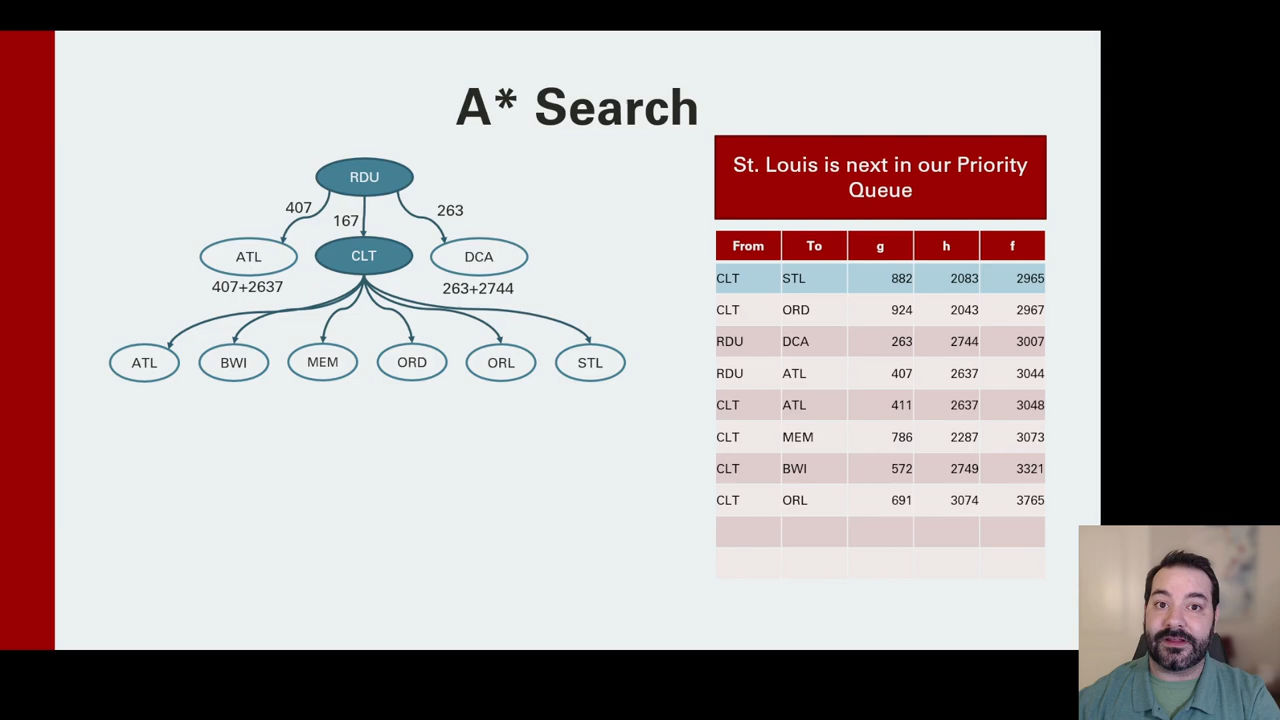 A* Search
St. Louis is next in our Priority
Queue
RDU
407
167
263
ATL
CLT
DCA
407+2637
263+2744
ATL
BWI
MEM
ORD
ORL
STL
From To g h f
CLT STL 882 2083 2965
CLT ORD 924 2043 2967
RDU DCA 263 2744 3007
RDU ATL 407 2637 3044
CLT ATL 411 2637 3048
CLT MEM 786 2287 3073
CLT BWI 572 2749 3321
CLT ORL 691 3074 3765